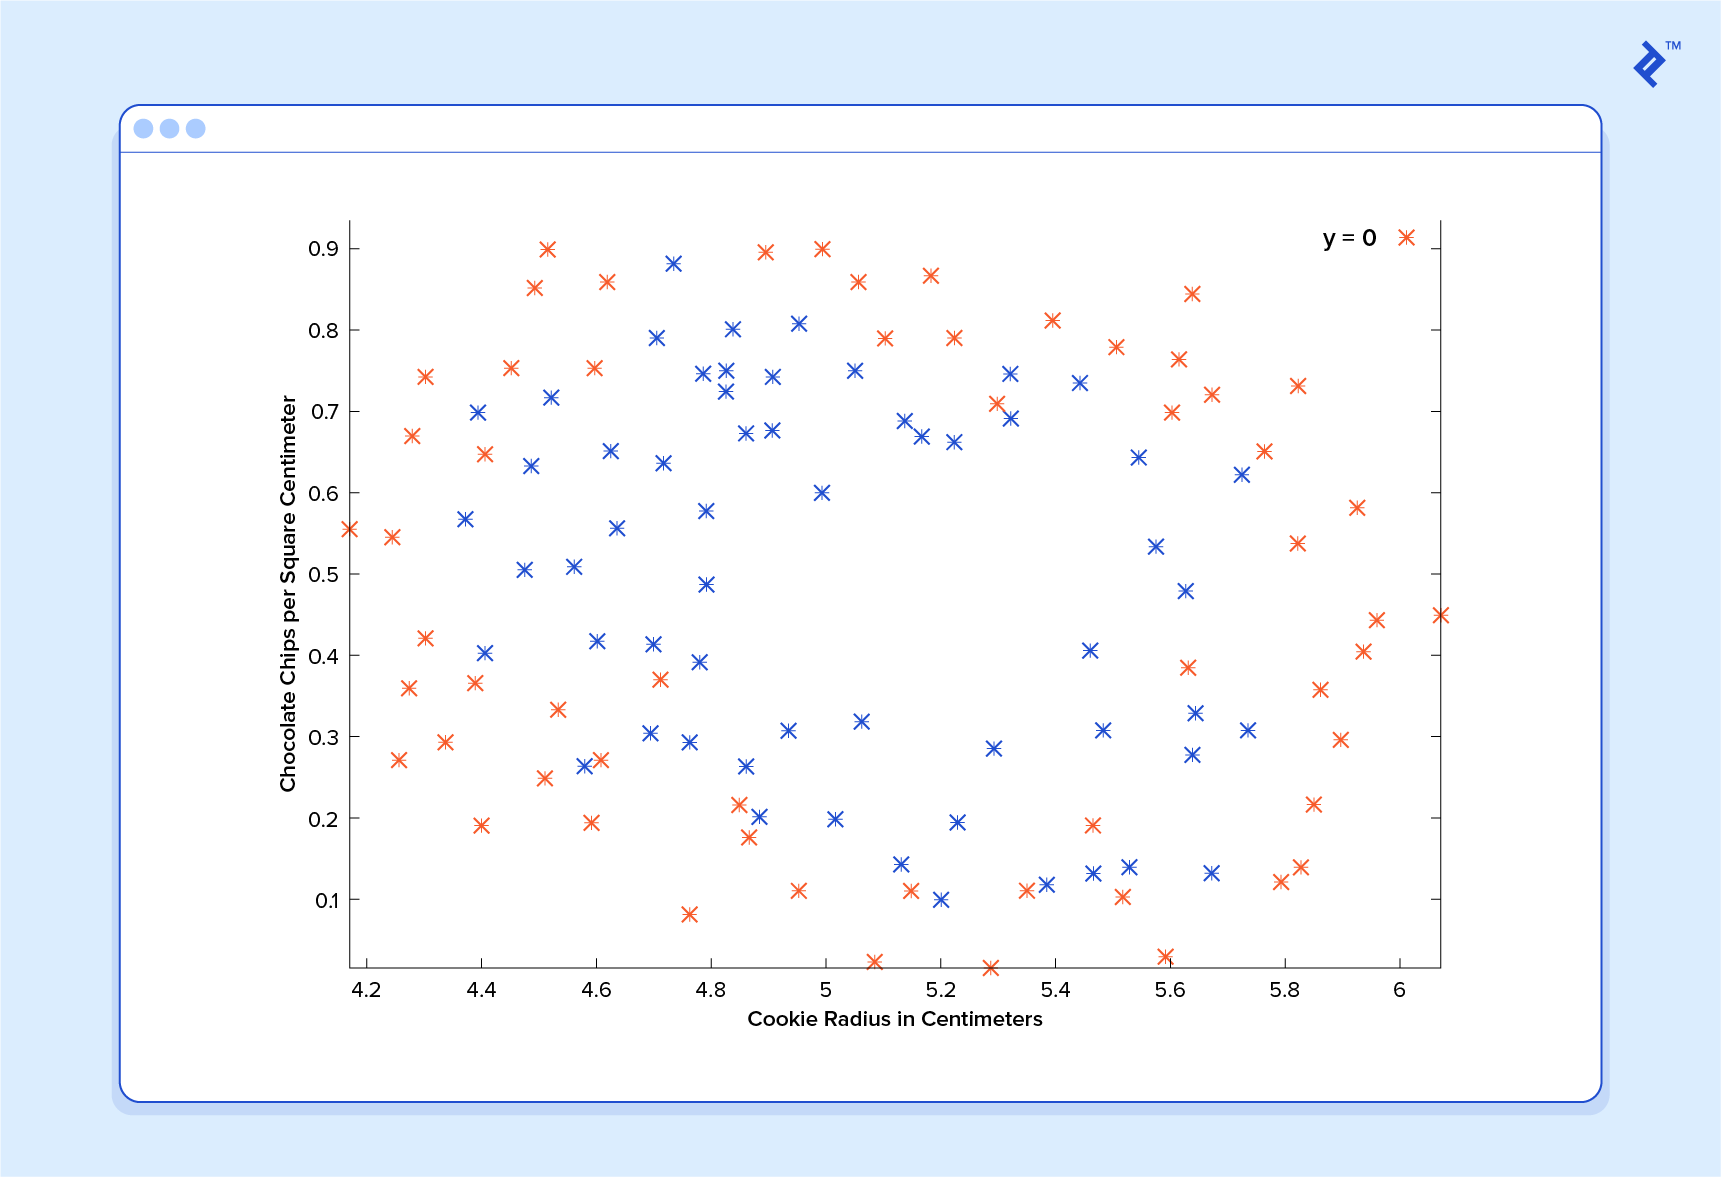 TM
y = 0
0.9
0.8
0.7
0.6
0.5
0.4
0.3
0.2
0.1
Chocolate Chips per Square Centimeter
4.2 4.4 4.6 4.8 5 5.2 5.4 5.6 5.8 6
Cookie Radius in Centimeters